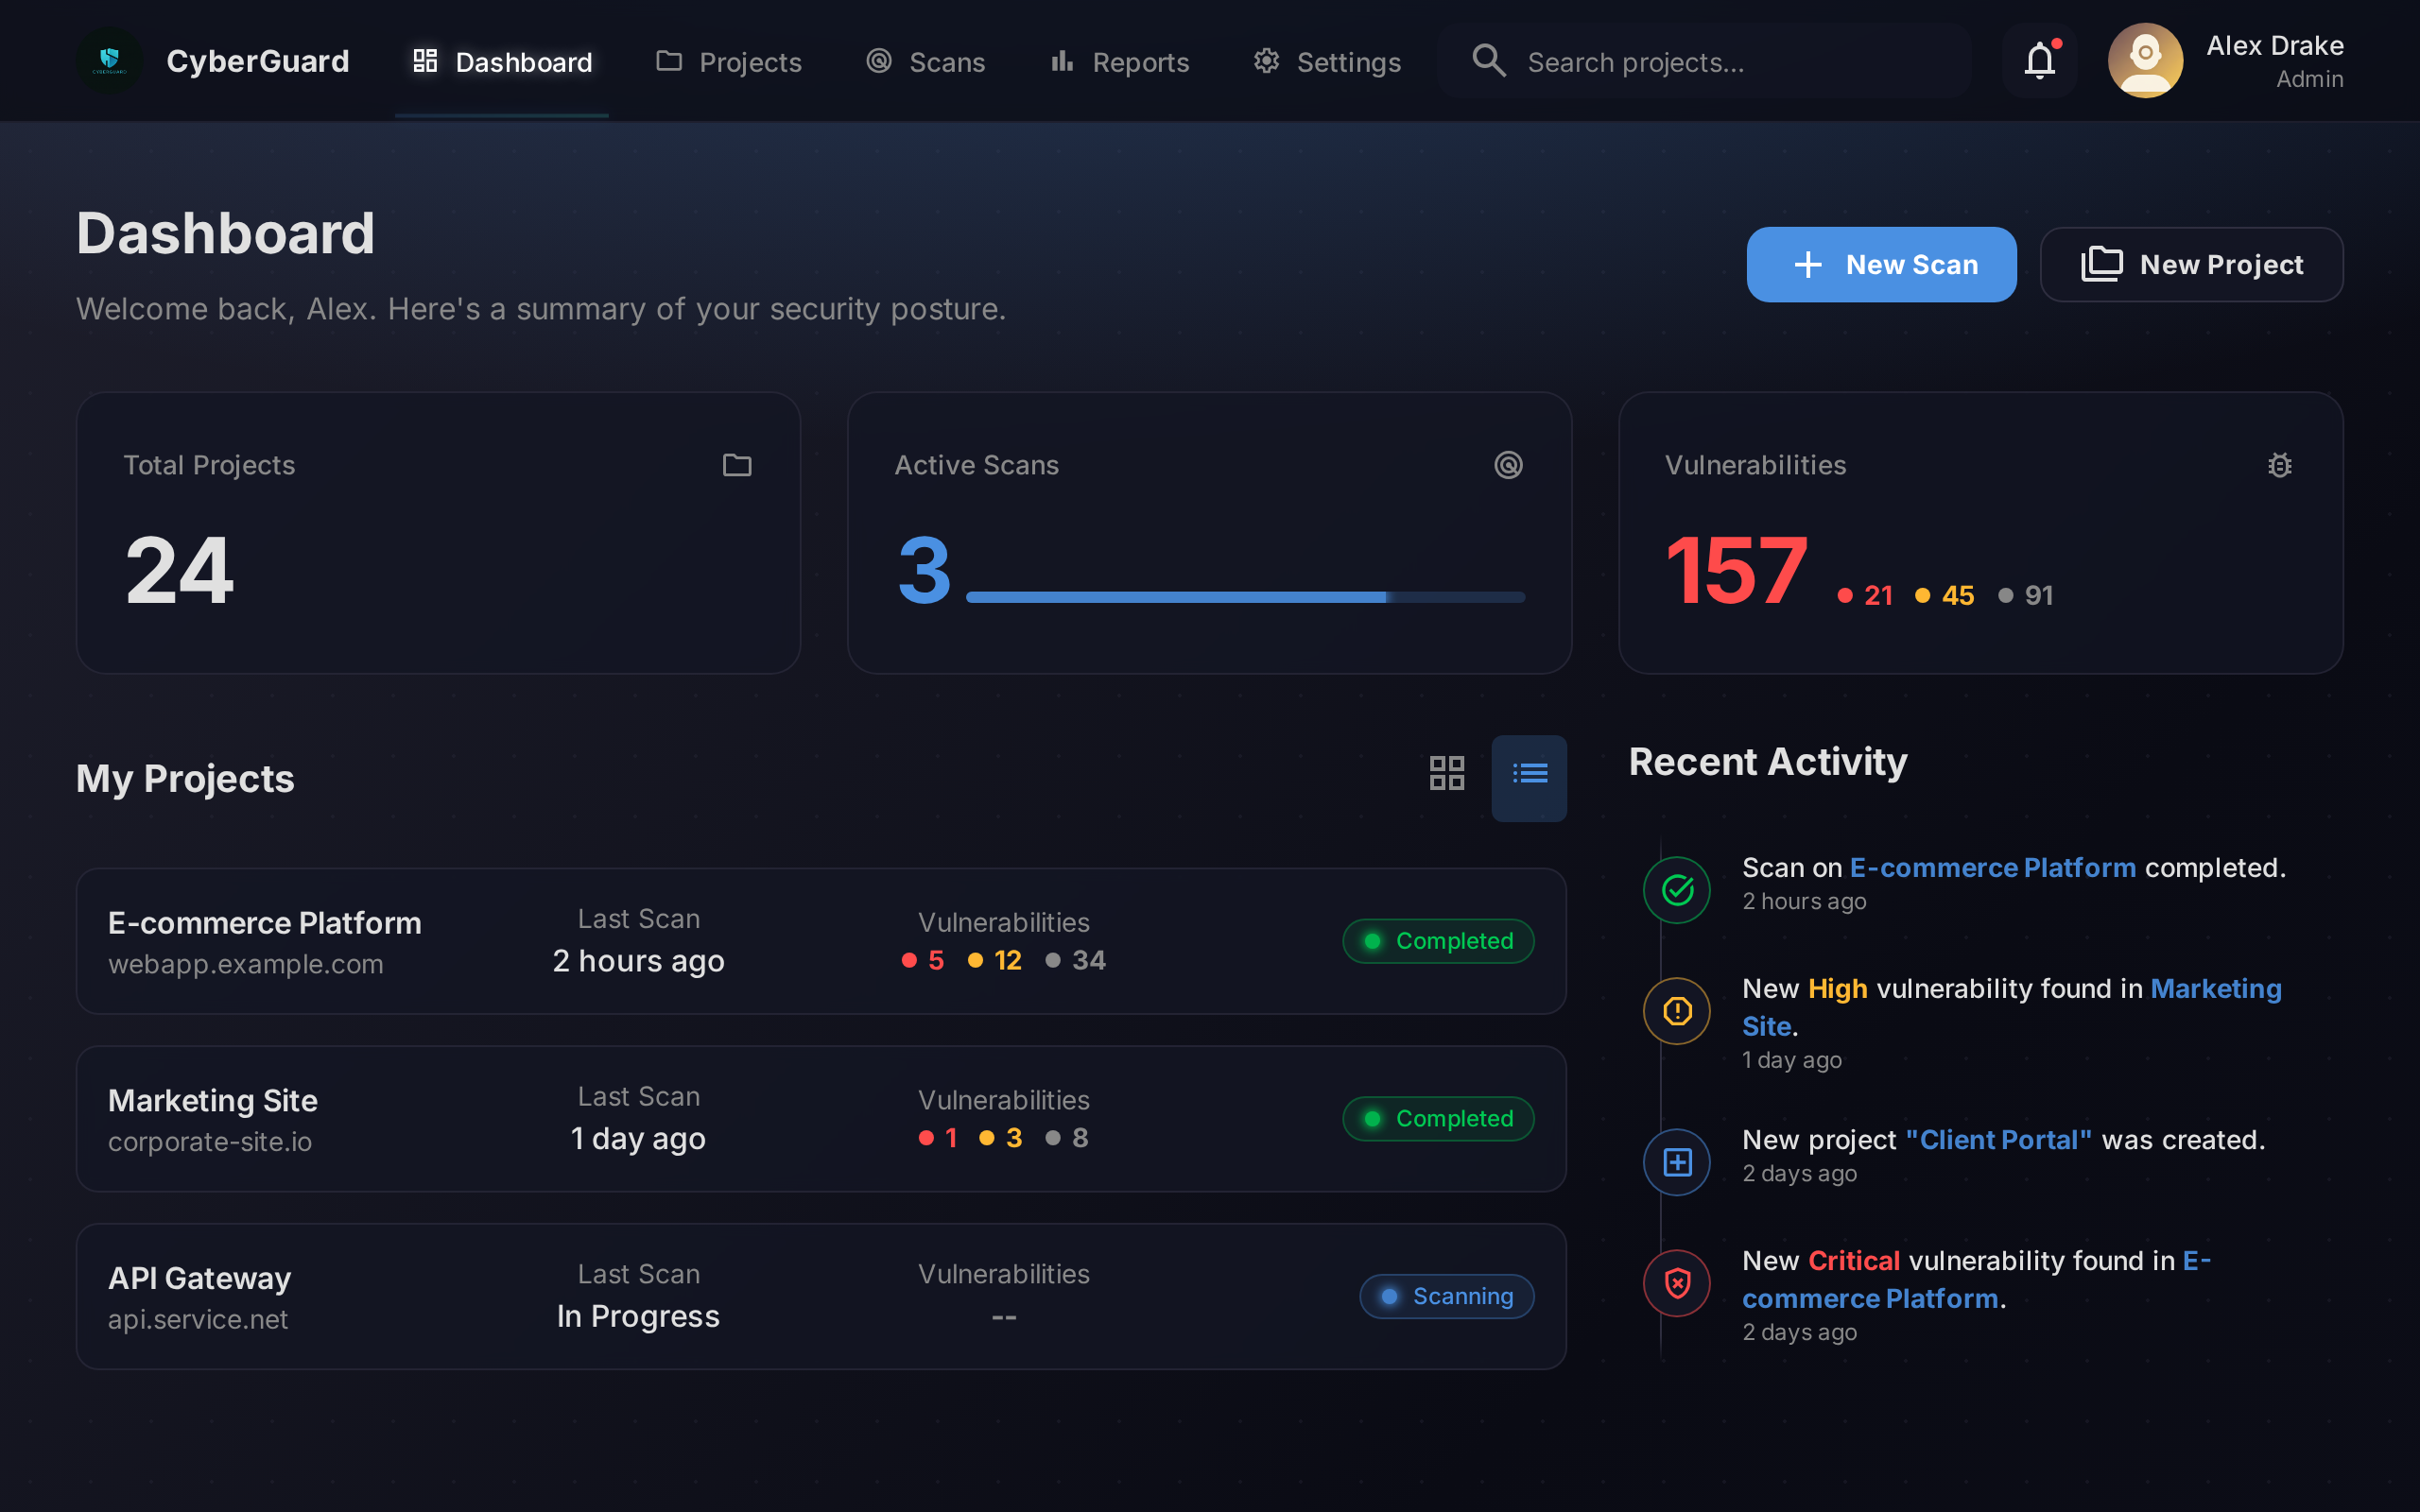 CYBERGUARD
CyberGuard
Dashboard
Projects
Scans
Reports
Settings
Search projects...
Alex Drake
Admin
Dashboard
Welcome back, Alex. Here's a summary of your security posture.
New Scan
New Project
Total Projects
24
Active Scans
3
Vulnerabilities
157 21 45 91
My Projects
E-commerce Platform
webapp.example.com
Last Scan
2 hours ago
Vulnerabilities
5 12 34
Completed
Marketing Site
corporate-site.io
Last Scan
1 day ago
Vulnerabilities
1 3 8
Completed
API Gateway
api.service.net
Last Scan
In Progress
Vulnerabilities
--
Scanning
Recent Activity
Scan on E-commerce Platform completed.
2 hours ago
New High vulnerability found in Marketing
Site.
1 day ago
New project "Client Portal" was created.
2 days ago
New Critical vulnerability found in E-
commerce Platform.
2 days ago